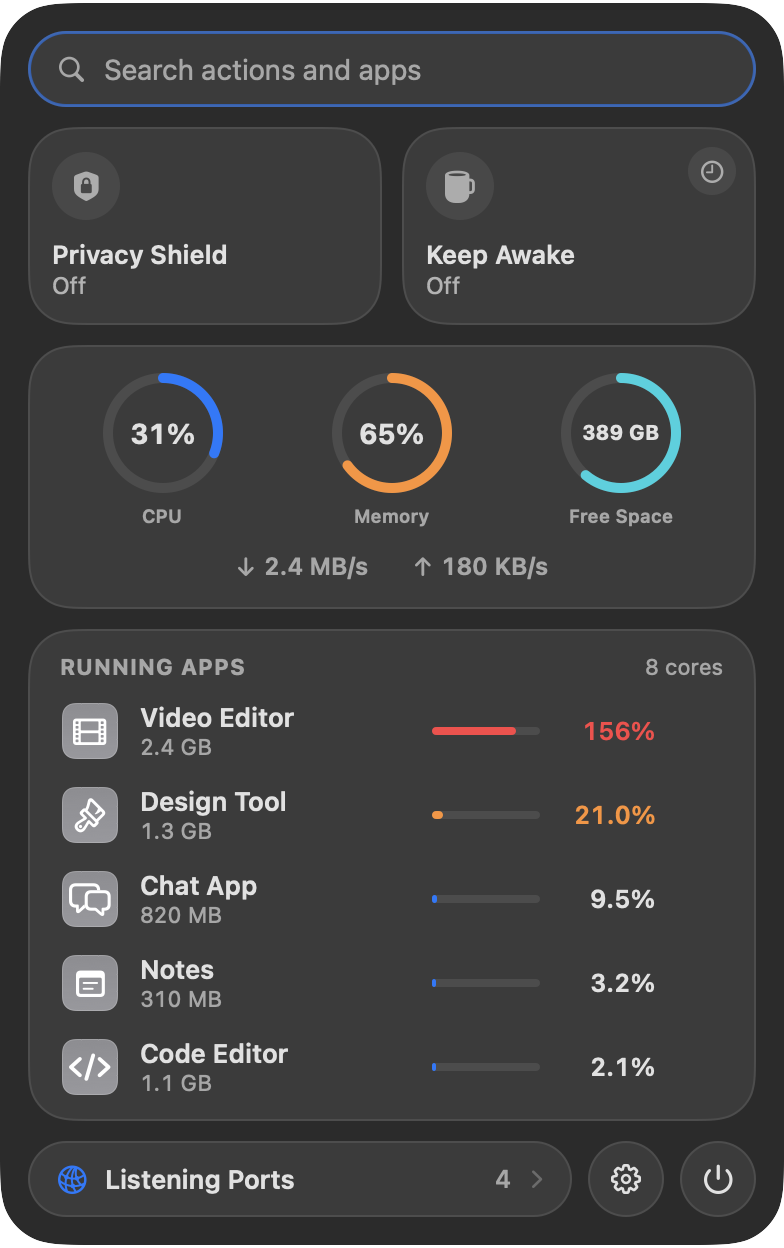 Search actions and apps
Privacy Shield
Off
Keep Awake
Off
31%
65%
389 GB
CPU
Memory
Free Space
↓ 2.4 MB/s ↑ 180 KB/s
RUNNING APPS
8 cores
Video Editor
2.4 GB
156%
Design Tool
1.3 GB
21.0%
Chat App
820 MB
9.5%
Notes
310 MB
3.2%
Code Editor
1.1 GB
2.1%
Listening Ports
4